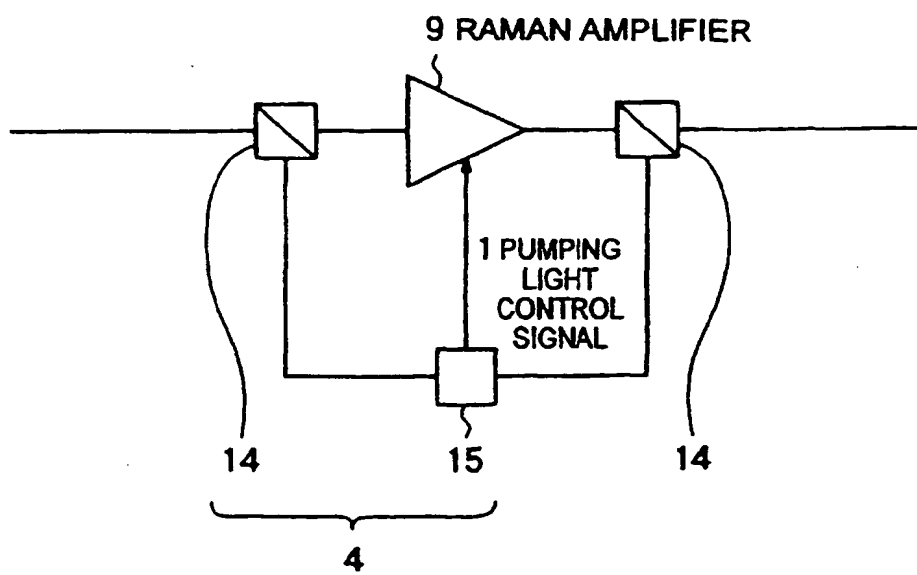 9 RAMAN AMPLIFIER
1 PUMPING
LIGHT
CONTROL
SIGNAL
14
15
14
4